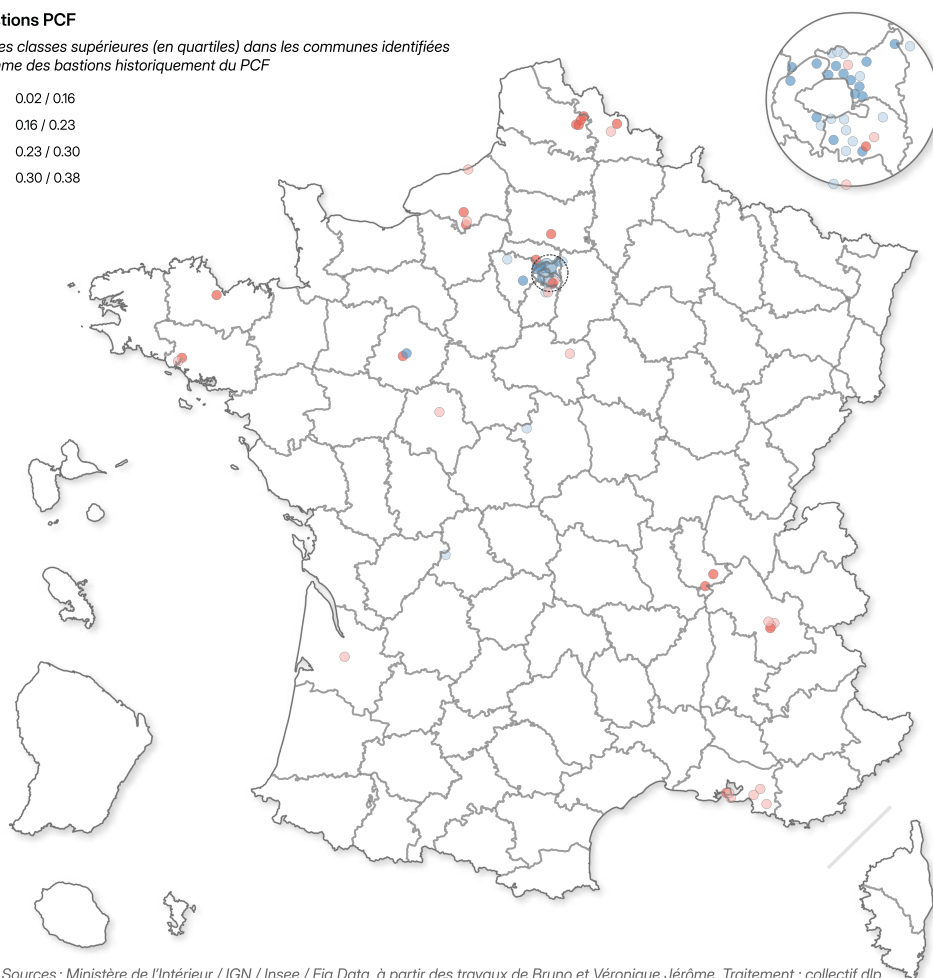 tions PCF
es classes supérieures (en quartiles) dans les communes identifiées
me des bastions historiquement du PCF
0.02 / 0.16
0.16 / 0.23
0.23 / 0.30
0.30 / 0.38
Sources : Ministère de l'Intérieur / IGN / Insee / Fig Data, à partir des travaux de Bruno et Véronique Jérôme. Traitement : collectif dlp